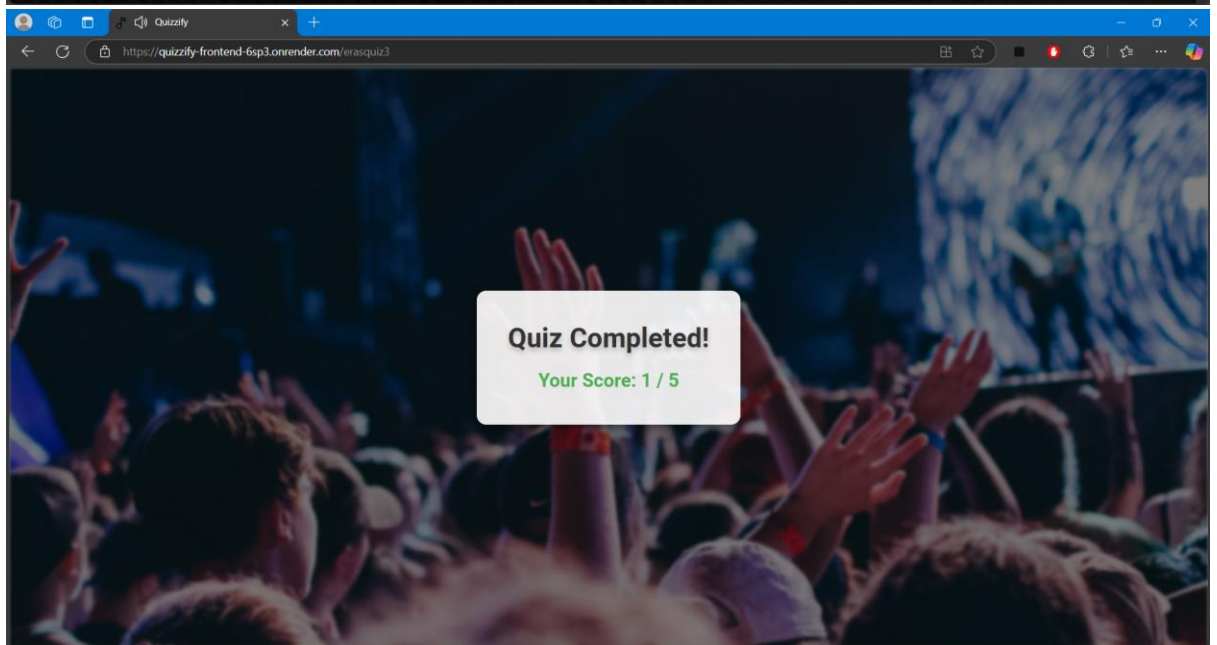 Quizzify
https://quizzify-frontend-6sp3.onrender.com/erasquiz3
Quiz Completed!
Your Score: 1 / 5